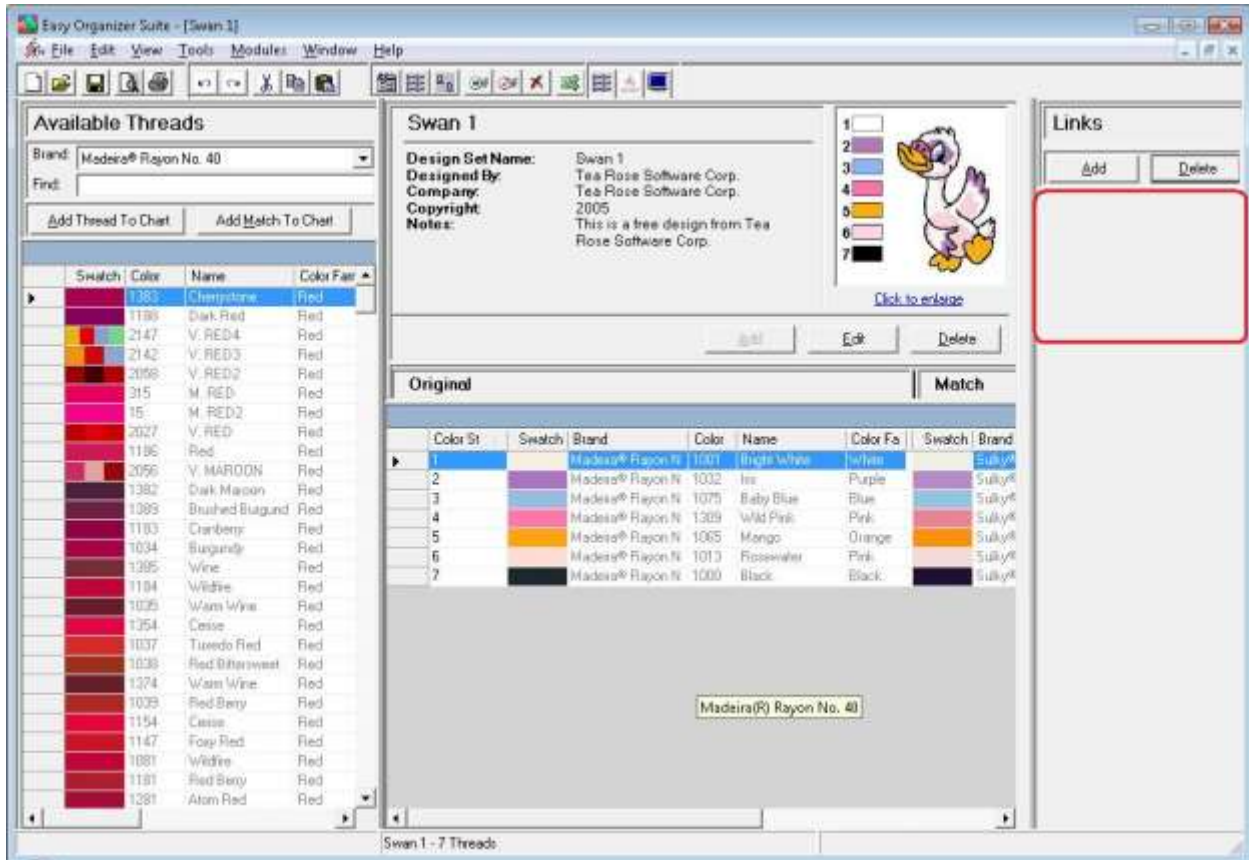 Easy Organizer Suite - [Swan 1]
File Edit View Tools Modules Window Help
Available Threads
Brand: Madeira® Rayon No. 40
Find:
Add Thread To Chart Add Match To Chart
Swatch Color Name Color Fam
1383 Cherrystone Red
1188 Dark Red Red
2147 V. RED4 Red
2142 V. RED3 Red
2058 V. RED2 Red
315 M. RED Red
15 M. RED2 Red
2027 V. RED Red
1186 Red Red
2056 V. MAROON Red
1382 Dark Maroon Red
1389 Brushed Burgund Red
1183 Cranberry Red
1034 Burgundy Red
1385 Wine Red
1184 Wildfire Red
1035 Warm Wine Red
1354 Cerise Red
1037 Tuxedo Red Red
1038 Red Bittersweet Red
1374 Warm Wine Red
1039 Red Berry Red
1154 Cerise Red
1147 Foxy Red Red
1081 Wildfire Red
1181 Red Berry Red
1281 Atom Red Red
Swan 1
Design Set Name: Swan 1
Designed By: Tea Rose Software Corp.
Company: Tea Rose Software Corp.
Copyright: 2005
Notes: This is a free design from Tea
Rose Software Corp.
1
2
3
4
5
6
7
Click to enlarge
Add Edit Delete
Original Match
Color St Swatch Brand Color Name Color Fa Swatch Brand
1 Madeira® Rayon N 1001 Bright White White Sulky®
2 Madeira® Rayon N 1032 Iris Purple Sulky®
3 Madeira® Rayon N 1075 Baby Blue Blue Sulky®
4 Madeira® Rayon N 1309 Wild Pink Pink Sulky®
5 Madeira® Rayon N 1065 Mango Orange Sulky®
6 Madeira® Rayon N 1013 Rosewater Pink Sulky®
7 Madeira® Rayon N 1000 Black Black Sulky®
Madeira(R) Rayon No. 40
Links
Add Delete
Swan 1 - 7 Threads